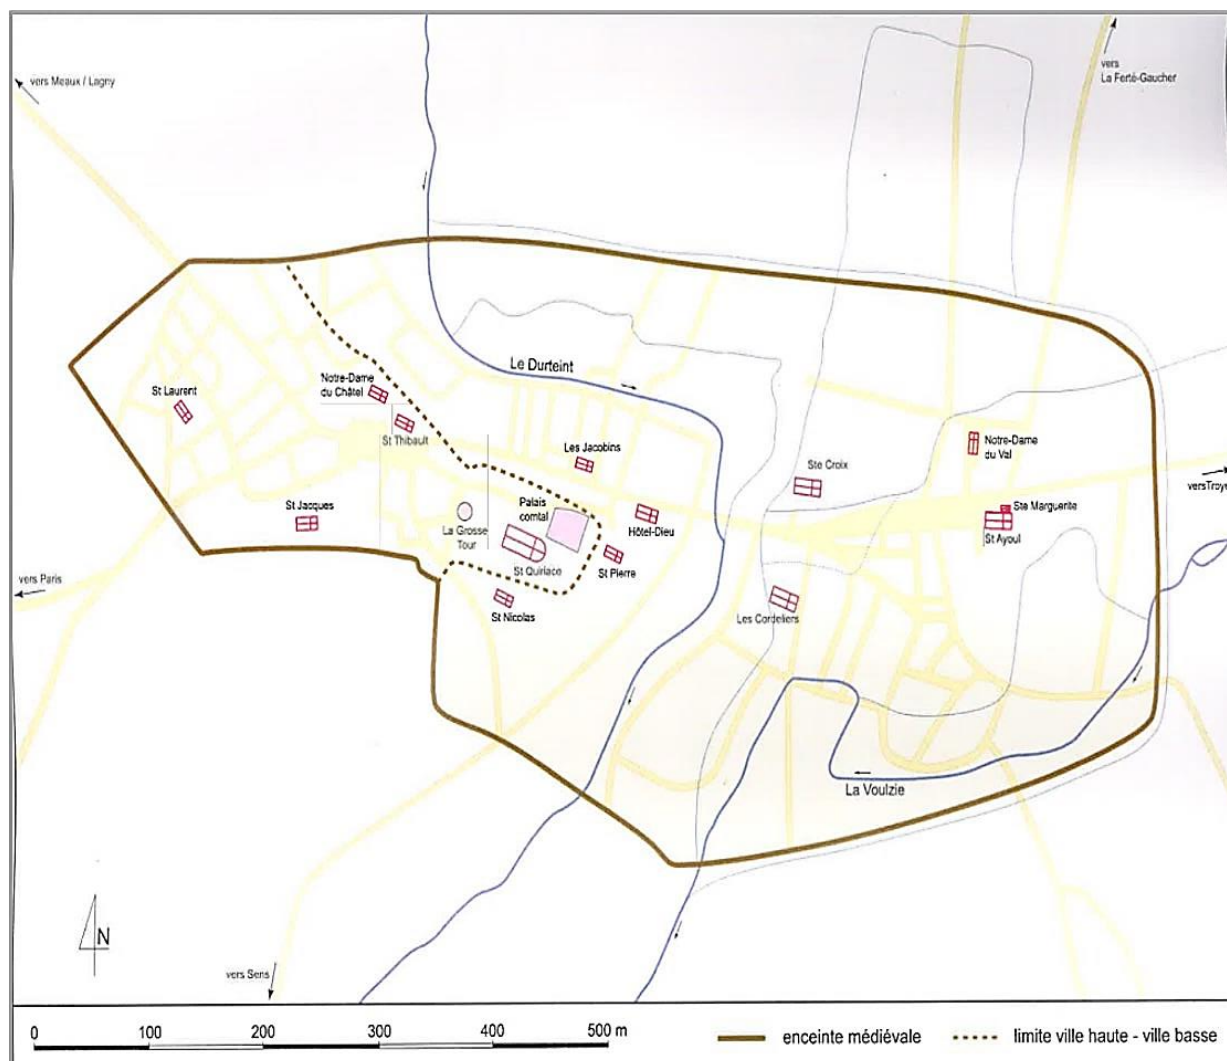 vers Meaux / Lagny
vers
La Ferté-Gaucher
Le Durteint
St Laurent
Notre-Dame
du Châtel
St Thibault
Les Jacobins
Ste Croix
Notre-Dame
du Val
versTroye
St Jacques
La Grosse
Tour
Palais
comtal
Hôtel-Dieu
Ste Marguerite
St Ayoul
St Quiriace
St Pierre
vers Paris
St Nicolas
Les Cordeliers
La Voulzie
N
vers Sens
0 100 200 300 400 500 m
enceinte médiévale
limite ville haute - ville basse